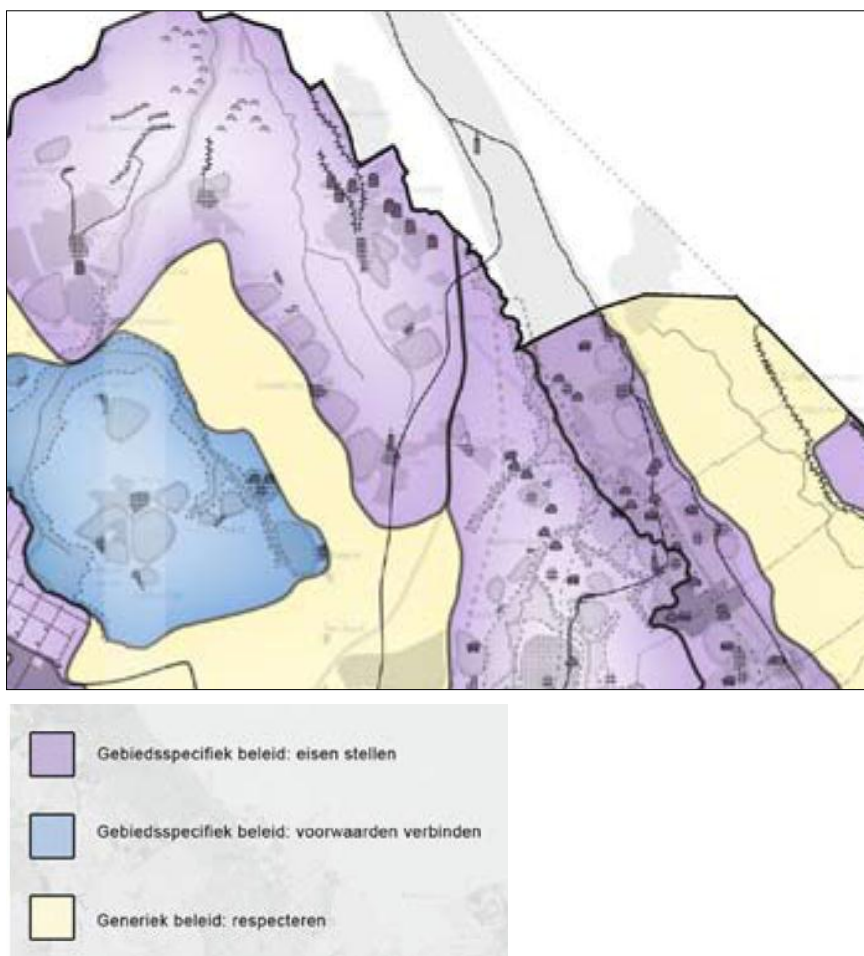 Gebiedsspecifiek beleid: eisen stellen
Gebiedsspecifiek beleid: voorwaarden verbinden
Generiek beleid: respecteren